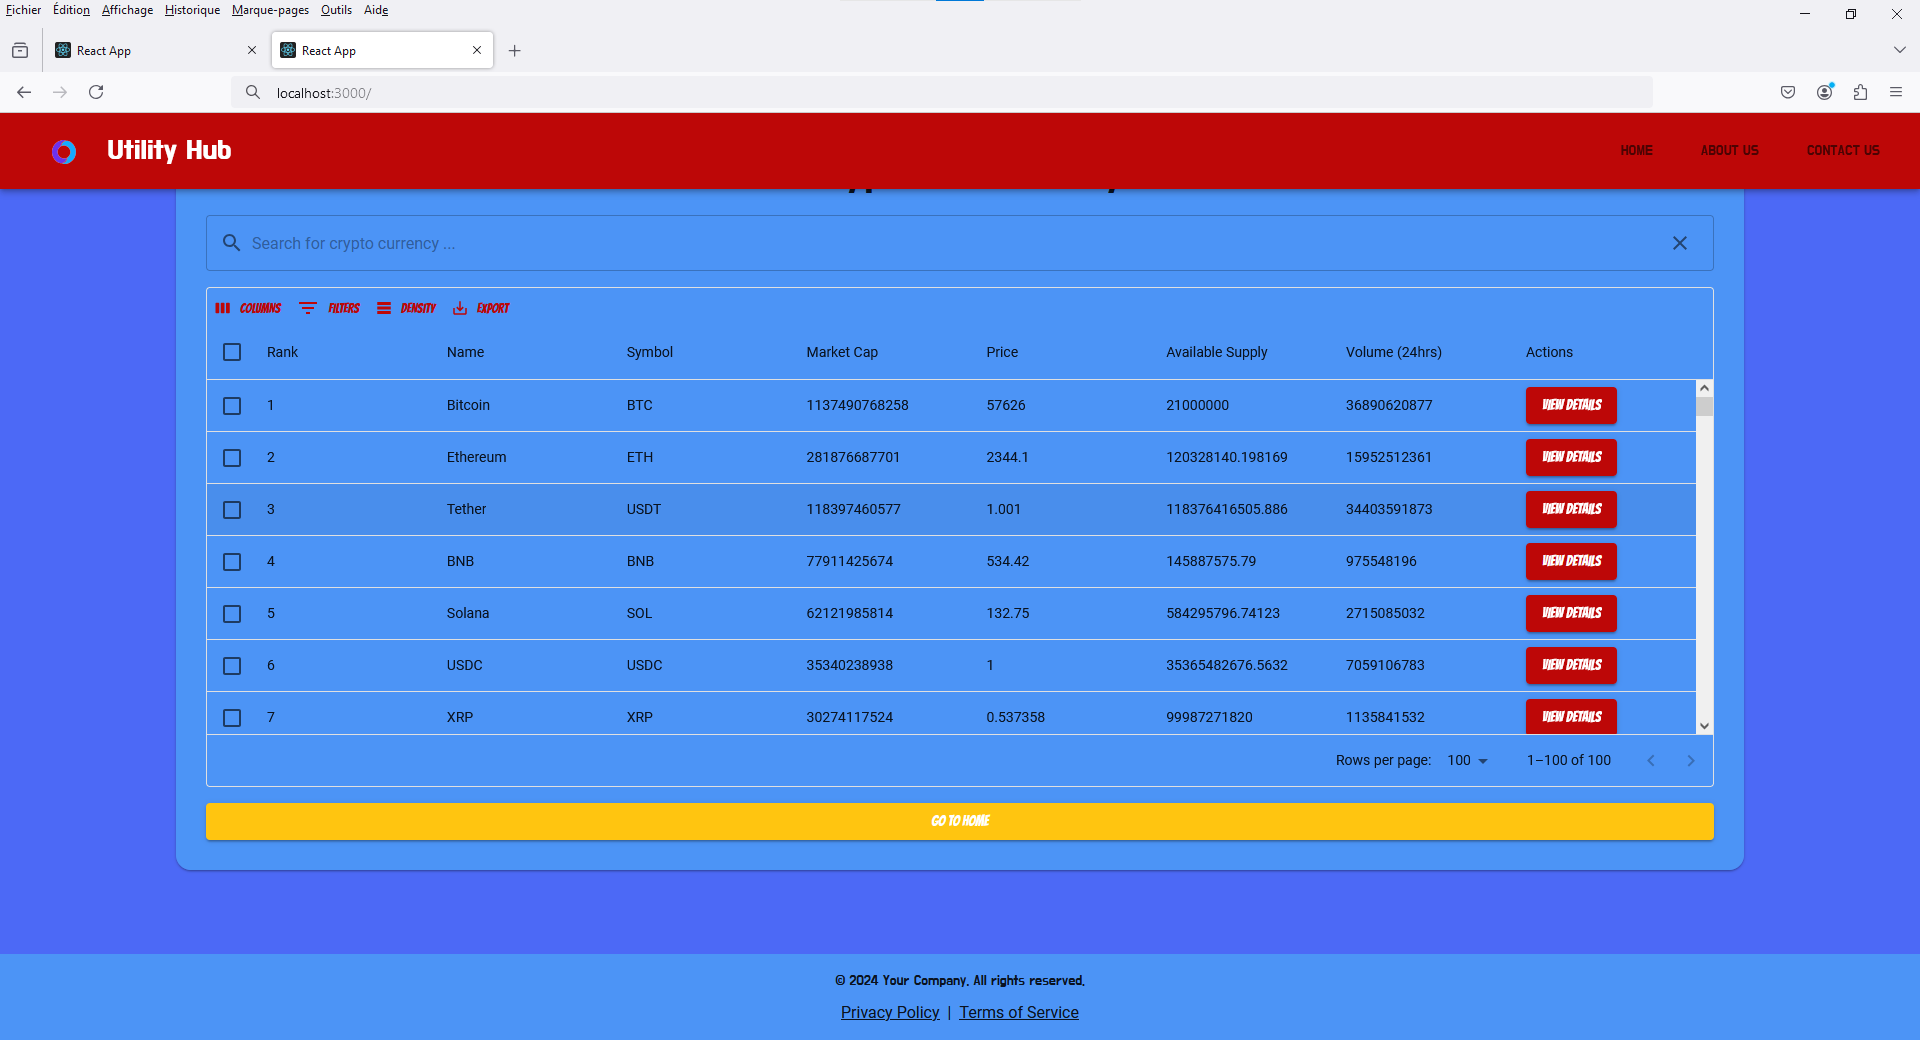 Fichier Édition Affichage Historique Marque-pages Outils Aide
React App
React App
localhost:3000/
Utility Hub
HOME ABOUT US CONTACT US
Search for crypto currency ...
COLUMNS FILTERS DENSITY EXPORT
Rank Name Symbol Market Cap Price Available Supply Volume (24hrs) Actions
1 Bitcoin BTC 1137490768258 57626 21000000 36890620877 VIEW DETAILS
2 Ethereum ETH 281876687701 2344.1 120328140.198169 15952512361 VIEW DETAILS
3 Tether USDT 118397460577 1.001 118376416505.886 34403591873 VIEW DETAILS
4 BNB BNB 77911425674 534.42 145887575.79 975548196 VIEW DETAILS
5 Solana SOL 62121985814 132.75 584295796.74123 2715085032 VIEW DETAILS
6 USDC USDC 35340238938 1 35365482676.5632 7059106783 VIEW DETAILS
7 XRP XRP 30274117524 0.537358 99987271820 1135841532 VIEW DETAILS
Rows per page: 100 1–100 of 100
GO TO HOME
© 2024 Your Company. All rights reserved.
Privacy Policy | Terms of Service